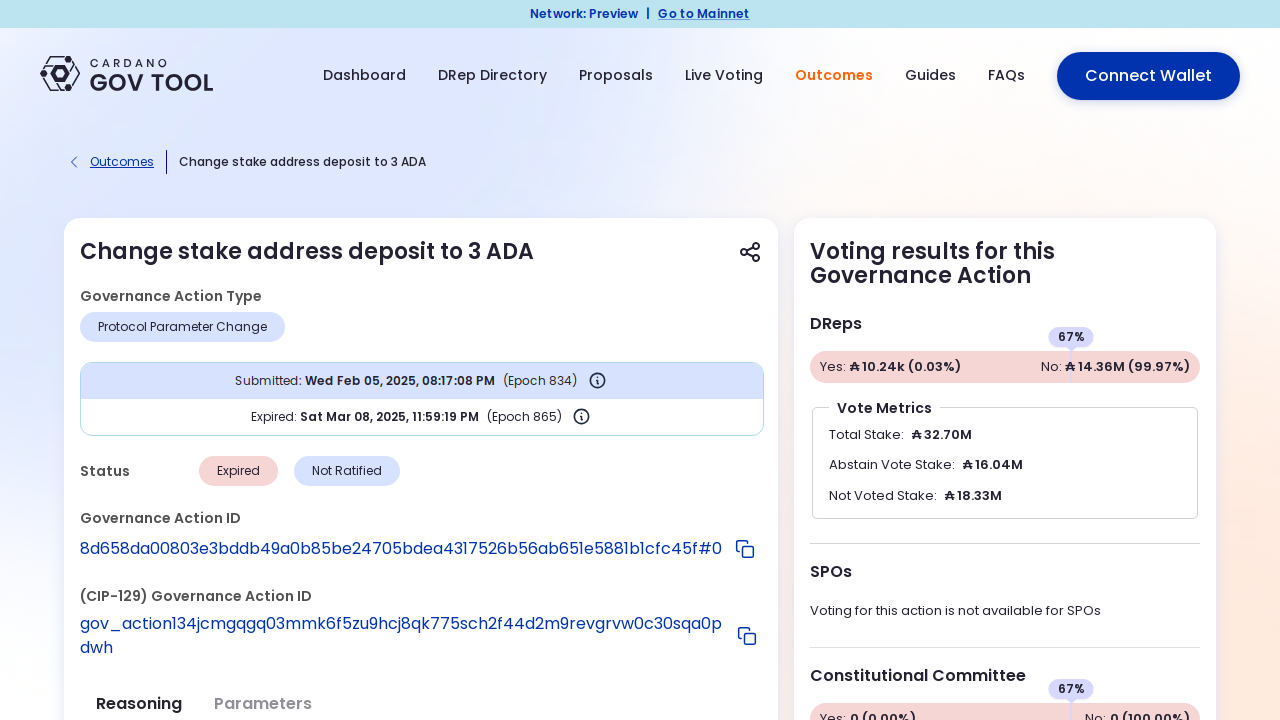 Network: Preview | Go to Mainnet
CARDANO
GOV TOOL
Dashboard
DRep Directory
Proposals
Live Voting
Outcomes
Guides
FAQs
Connect Wallet
Outcomes
Change stake address deposit to 3 ADA
Change stake address deposit to 3 ADA
Governance Action Type
Protocol Parameter Change
Submitted: Wed Feb 05, 2025, 08:17:08 PM (Epoch 834)
Expired: Sat Mar 08, 2025, 11:59:19 PM (Epoch 865)
Status
Expired
Not Ratified
Governance Action ID
8d658da00803e3bddb49a0b85be24705bdea4317526b56ab651e5881b1cfc45f#0
(CIP-129) Governance Action ID
gov_action134jcmgqgq03mmk6f5zu9hcj8qk775sch2f44d2m9revgrvw0c30sqa0p
dwh
Reasoning
Parameters
Voting results for this
Governance Action
DReps
67%
Yes: ₳ 10.24k (0.03%)
No: ₳ 14.36M (99.97%)
Vote Metrics
Total Stake: ₳ 32.70M
Abstain Vote Stake: ₳ 16.04M
Not Voted Stake: ₳ 18.33M
SPOs
Voting for this action is not available for SPOs
Constitutional Committee
67%
Yes: 0 (0.00%)
No: 0 (100.00%)